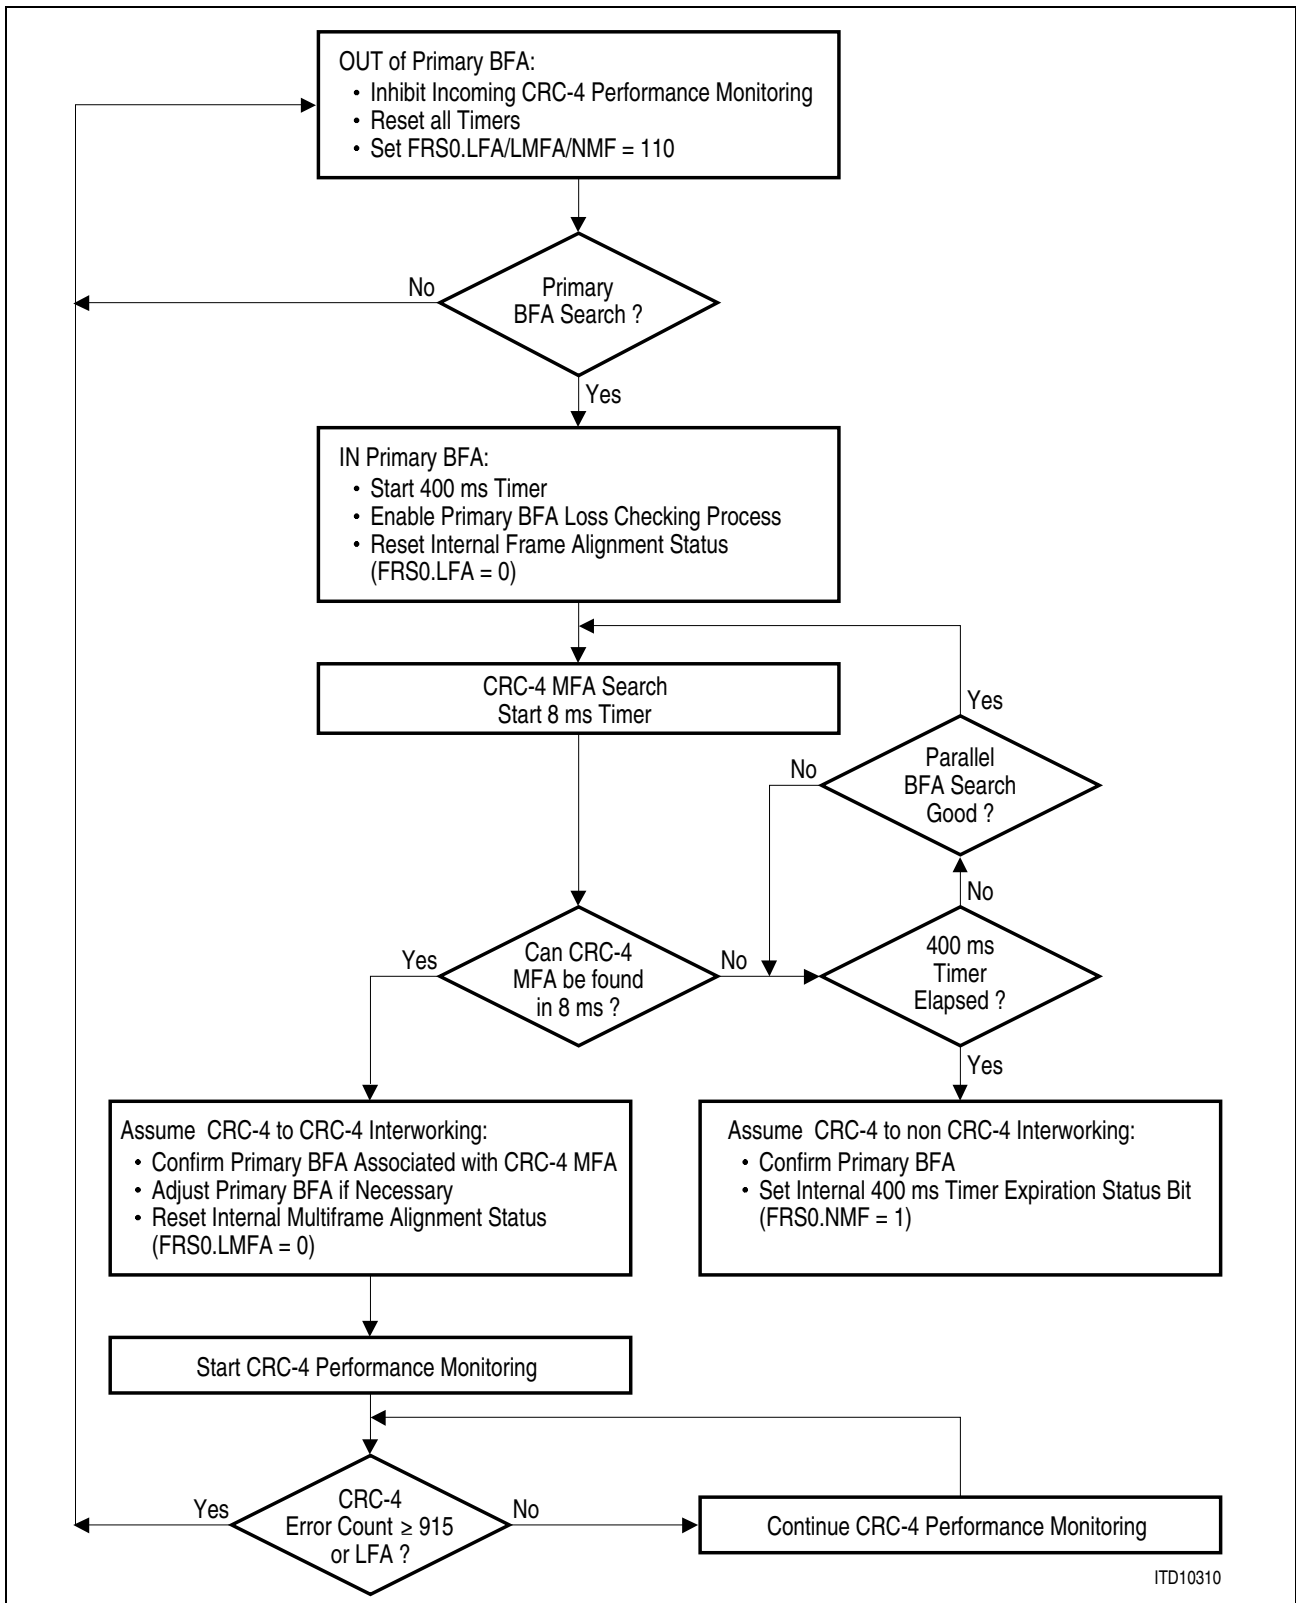 OUT of Primary BFA:
• Inhibit Incoming CRC-4 Performance Monitoring
• Reset all Timers
• Set FRS0.LFA/LMFA/NMF = 110
No
Primary
BFA Search ?
Yes
IN Primary BFA:
• Start 400 ms Timer
• Enable Primary BFA Loss Checking Process
• Reset Internal Frame Alignment Status
(FRS0.LFA = 0)
CRC-4 MFA Search
Start 8 ms Timer
Yes
No
Parallel
BFA Search
Good ?
No
Yes
Can CRC-4
MFA be found
in 8 ms ?
No
400 ms
Timer
Elapsed ?
Yes
Assume CRC-4 to CRC-4 Interworking:
• Confirm Primary BFA Associated with CRC-4 MFA
• Adjust Primary BFA if Necessary
• Reset Internal Multiframe Alignment Status
(FRS0.LMFA = 0)
Assume CRC-4 to non CRC-4 Interworking:
• Confirm Primary BFA
• Set Internal 400 ms Timer Expiration Status Bit
(FRS0.NMF = 1)
Start CRC-4 Performance Monitoring
Yes
CRC-4
Error Count ≥ 915
or LFA ?
No
Continue CRC-4 Performance Monitoring
ITD10310